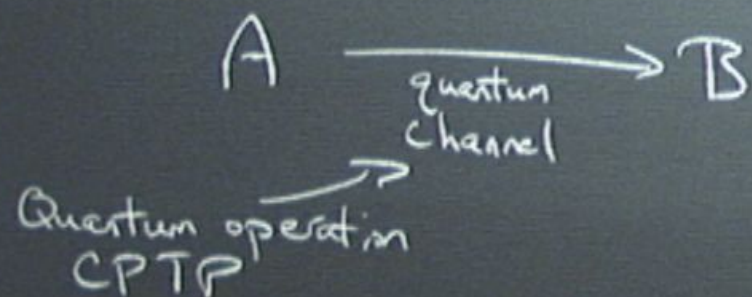 A → B
quantum
channel
Quantum operation
CPTP